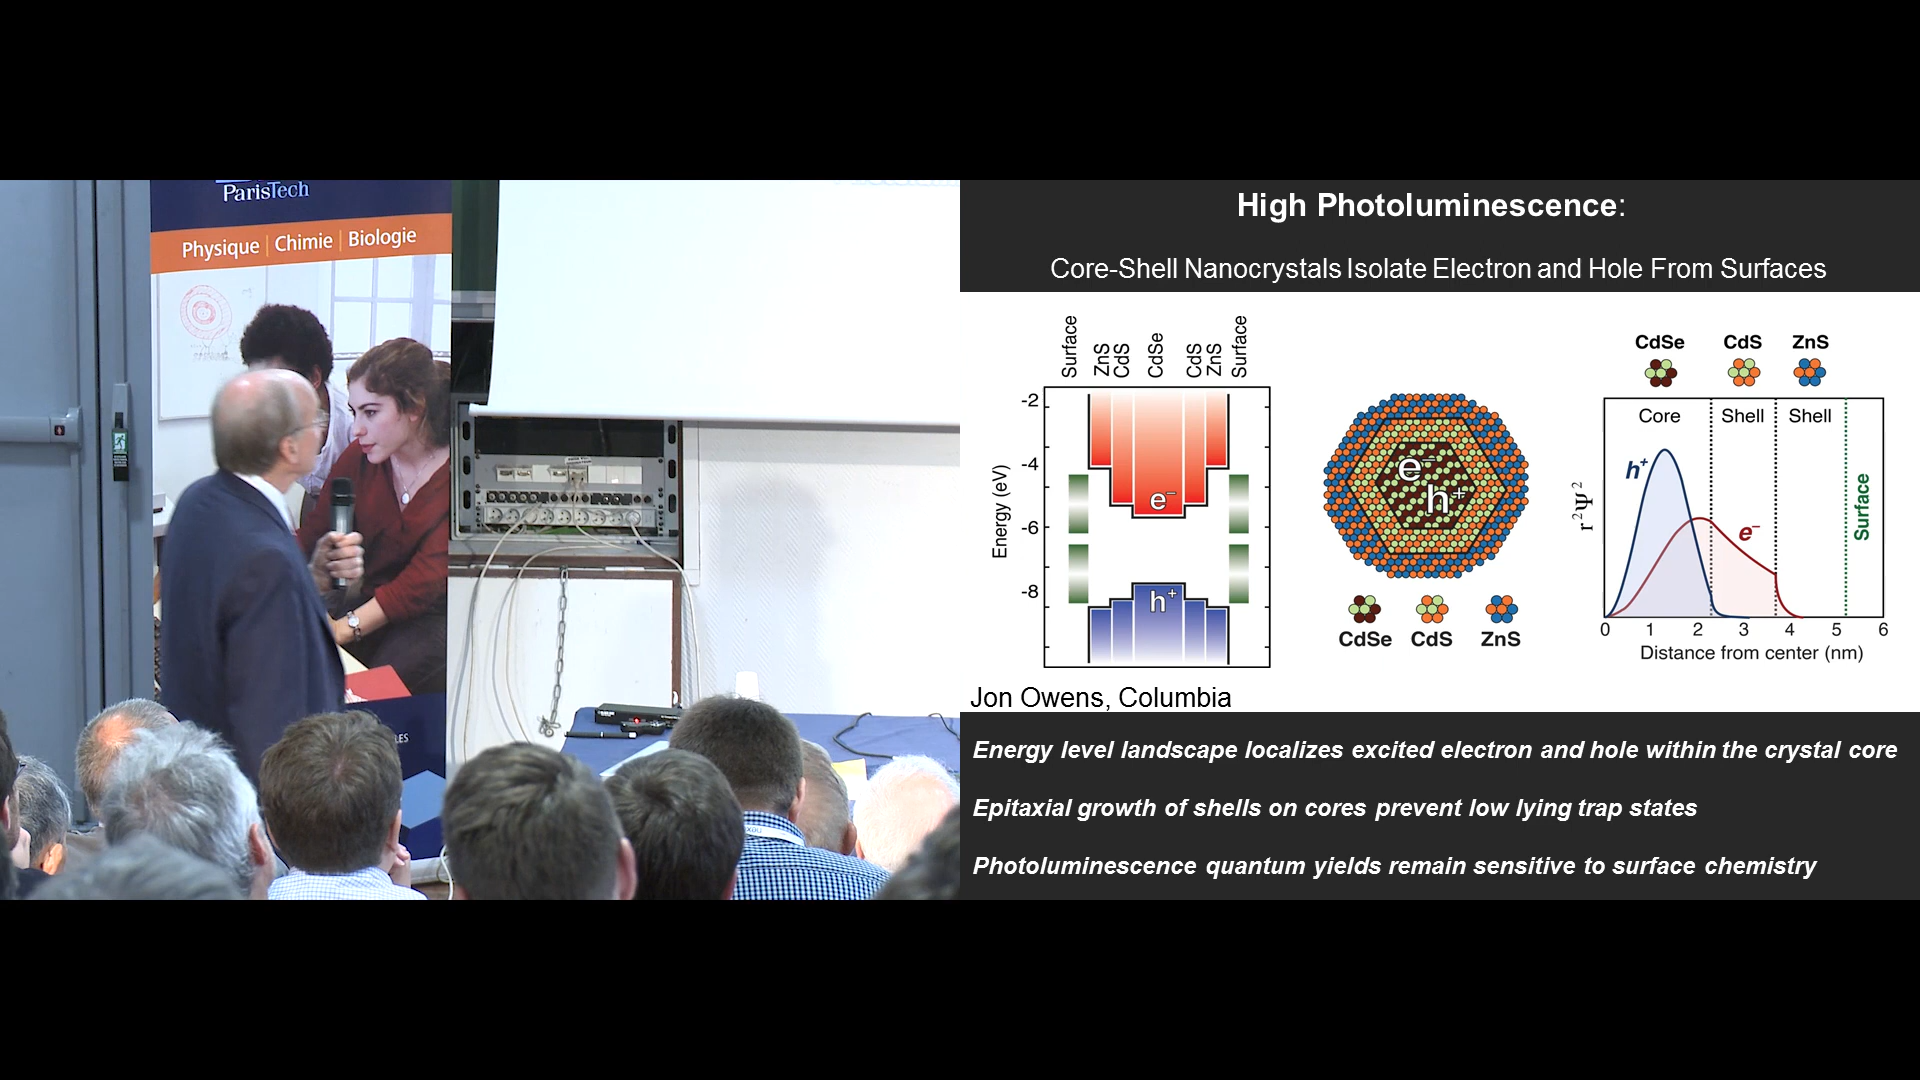 ParisTech
Physique | Chimie | Biologie
High Photoluminescence:
Core-Shell Nanocrystals Isolate Electron and Hole From Surfaces
Surface
ZnS
CdS
CdSe
CdS
ZnS
Surface
Energy (eV)
-2
-4
-6
-8
e⁻
h⁺
e⁻
h⁺
CdSe CdS ZnS
CdSe CdS ZnS
Core Shell Shell
h⁺
e⁻
Surface
r²Ψ²
0 1 2 3 4 5 6
Distance from center (nm)
Jon Owens, Columbia
Energy level landscape localizes excited electron and hole within the crystal core
Epitaxial growth of shells on cores prevent low lying trap states
Photoluminescence quantum yields remain sensitive to surface chemistry